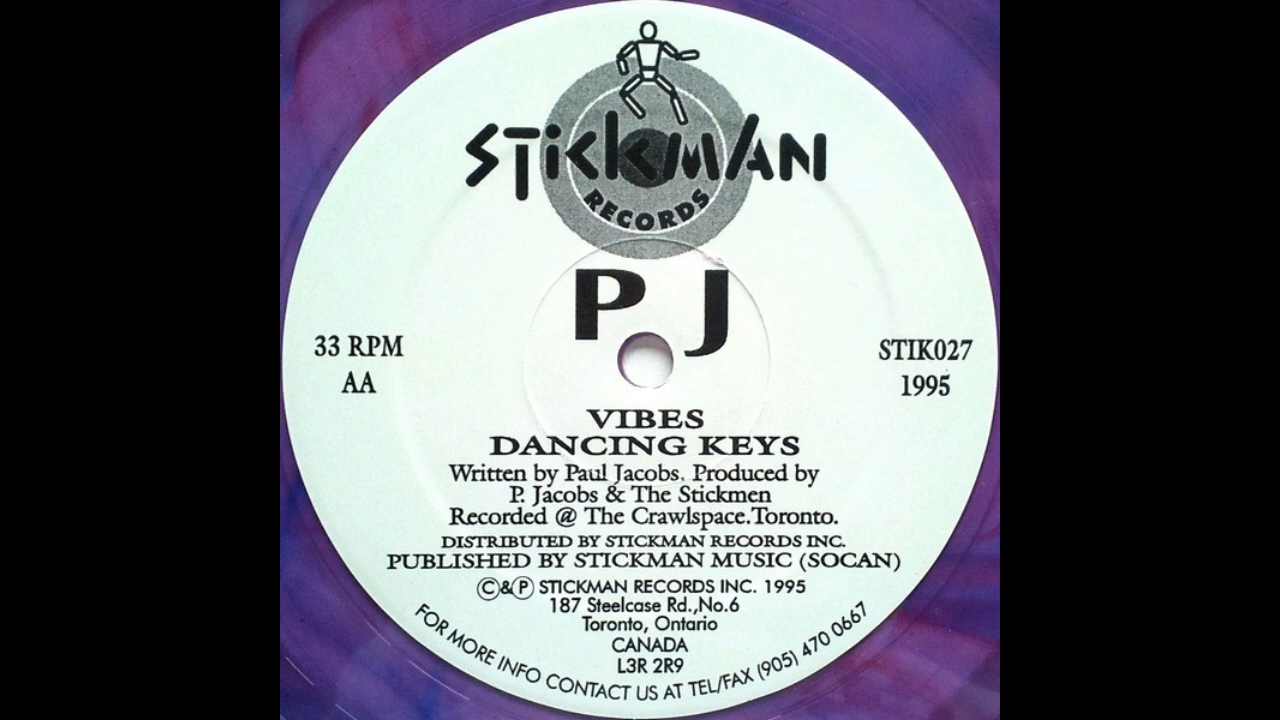 STICKMAN
RECORDS
P J
33 RPM
AA
STIK027
1995
VIBES
DANCING KEYS
Written by Paul Jacobs. Produced by
P. Jacobs & The Stickmen
Recorded @ The Crawlspace.Toronto.
DISTRIBUTED BY STICKMAN RECORDS INC.
PUBLISHED BY STICKMAN MUSIC (SOCAN)
©&℗ STICKMAN RECORDS INC. 1995
187 Steelcase Rd.,No.6
Toronto, Ontario
CANADA
L3R 2R9
FOR MORE INFO CONTACT US AT TEL/FAX (905) 470 0667